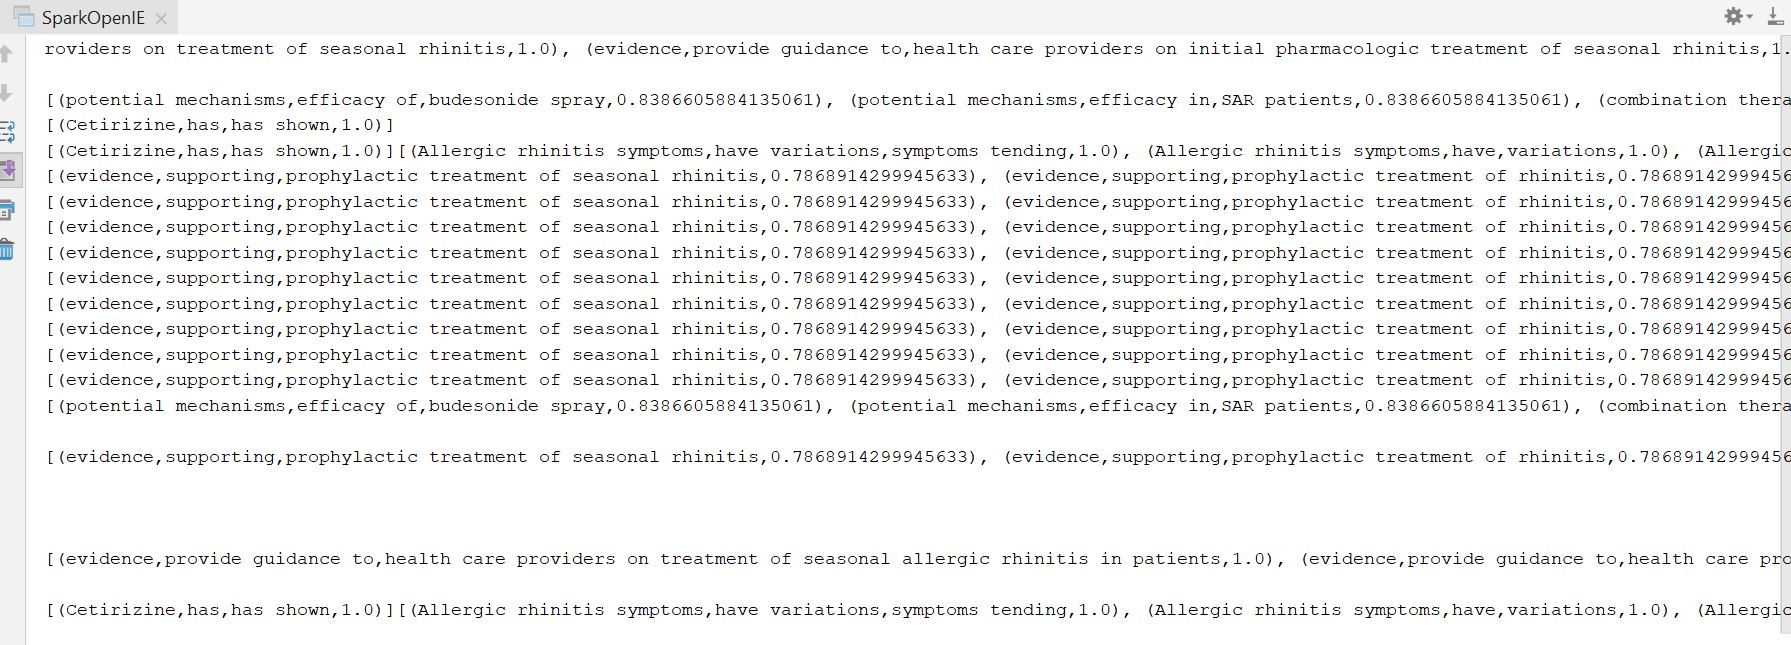 SparkOpenIE
roviders on treatment of seasonal rhinitis,1.0), (evidence,provide guidance to,health care providers on initial pharmacologic treatment of seasonal rhinitis,1.
[(potential mechanisms,efficacy of,budesonide spray,0.8386605884135061), (potential mechanisms,efficacy in,SAR patients,0.8386605884135061), (combination thera
[(Cetirizine,has,has shown,1.0)]
[(Cetirizine,has,has shown,1.0)][(Allergic rhinitis symptoms,have variations,symptoms tending,1.0), (Allergic rhinitis symptoms,have,variations,1.0), (Allergic
[(evidence,supporting,prophylactic treatment of seasonal rhinitis,0.7868914299945633), (evidence,supporting,prophylactic treatment of rhinitis,0.78689142999456
[(evidence,supporting,prophylactic treatment of seasonal rhinitis,0.7868914299945633), (evidence,supporting,prophylactic treatment of rhinitis,0.78689142999456
[(evidence,supporting,prophylactic treatment of seasonal rhinitis,0.7868914299945633), (evidence,supporting,prophylactic treatment of rhinitis,0.78689142999456
[(evidence,supporting,prophylactic treatment of seasonal rhinitis,0.7868914299945633), (evidence,supporting,prophylactic treatment of rhinitis,0.78689142999456
[(evidence,supporting,prophylactic treatment of seasonal rhinitis,0.7868914299945633), (evidence,supporting,prophylactic treatment of rhinitis,0.78689142999456
[(evidence,supporting,prophylactic treatment of seasonal rhinitis,0.7868914299945633), (evidence,supporting,prophylactic treatment of rhinitis,0.78689142999456
[(evidence,supporting,prophylactic treatment of seasonal rhinitis,0.7868914299945633), (evidence,supporting,prophylactic treatment of rhinitis,0.78689142999456
[(evidence,supporting,prophylactic treatment of seasonal rhinitis,0.7868914299945633), (evidence,supporting,prophylactic treatment of rhinitis,0.78689142999456
[(evidence,supporting,prophylactic treatment of seasonal rhinitis,0.7868914299945633), (evidence,supporting,prophylactic treatment of rhinitis,0.78689142999456
[(potential mechanisms,efficacy of,budesonide spray,0.8386605884135061), (potential mechanisms,efficacy in,SAR patients,0.8386605884135061), (combination thera
[(evidence,supporting,prophylactic treatment of seasonal rhinitis,0.7868914299945633), (evidence,supporting,prophylactic treatment of rhinitis,0.78689142999456
[(evidence,provide guidance to,health care providers on treatment of seasonal allergic rhinitis in patients,1.0), (evidence,provide guidance to,health care pro
[(Cetirizine,has,has shown,1.0)][(Allergic rhinitis symptoms,have variations,symptoms tending,1.0), (Allergic rhinitis symptoms,have,variations,1.0), (Allergic